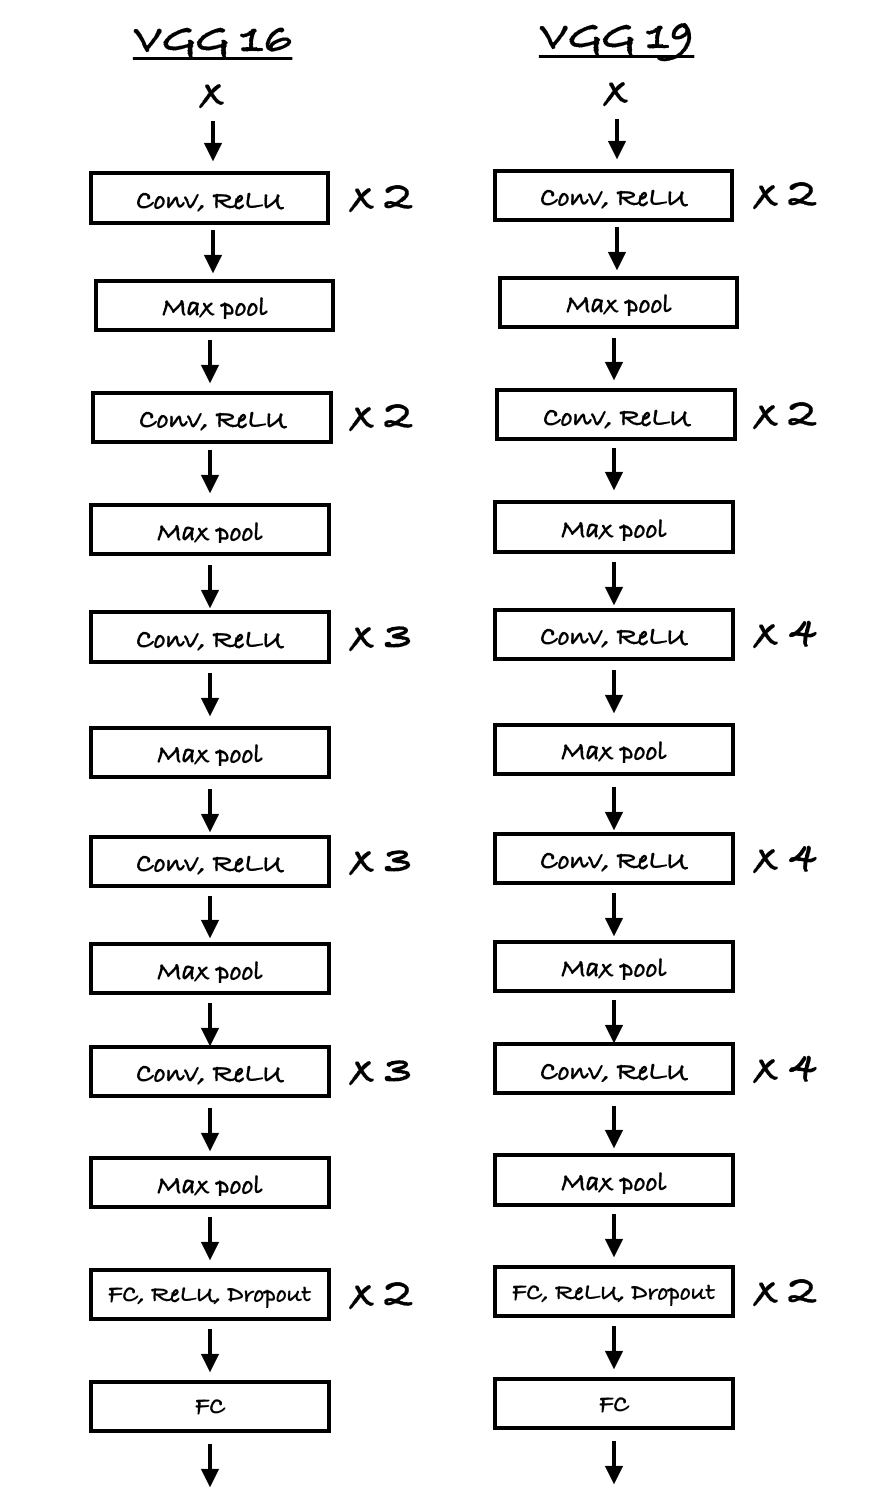 VGG 16
x
Conv, ReLU x 2
Max pool
Conv, ReLU x 2
Max pool
Conv, ReLU x 3
Max pool
Conv, ReLU x 3
Max pool
Conv, ReLU x 3
Max pool
FC, ReLU, Dropout x 2
FC
VGG 19
x
Conv, ReLU x 2
Max pool
Conv, ReLU x 2
Max pool
Conv, ReLU x 4
Max pool
Conv, ReLU x 4
Max pool
Conv, ReLU x 4
Max pool
FC, ReLU, Dropout x 2
FC